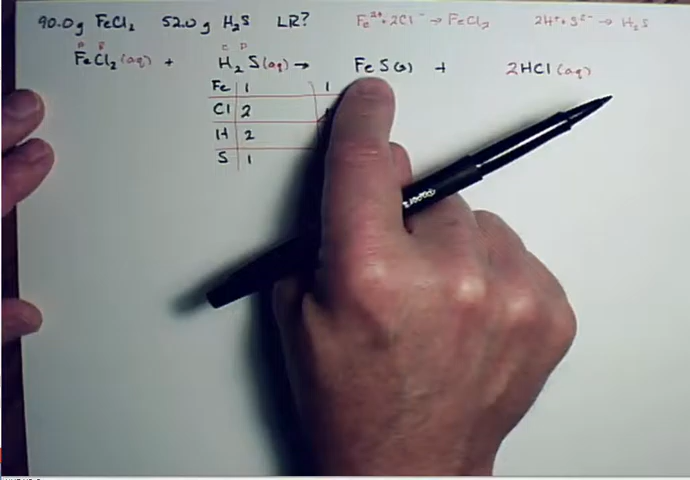 90.0g FeCl₂ 52.0g H₂S LR? Fe²⁺+2Cl⁻→FeCl₂ 2H⁺+S²⁻→H₂S
A B C D
FeCl₂(aq) + H₂S(aq) → FeS(s) + 2HCl(aq)
Fe 1 1
Cl 2 1
H 2
S 1